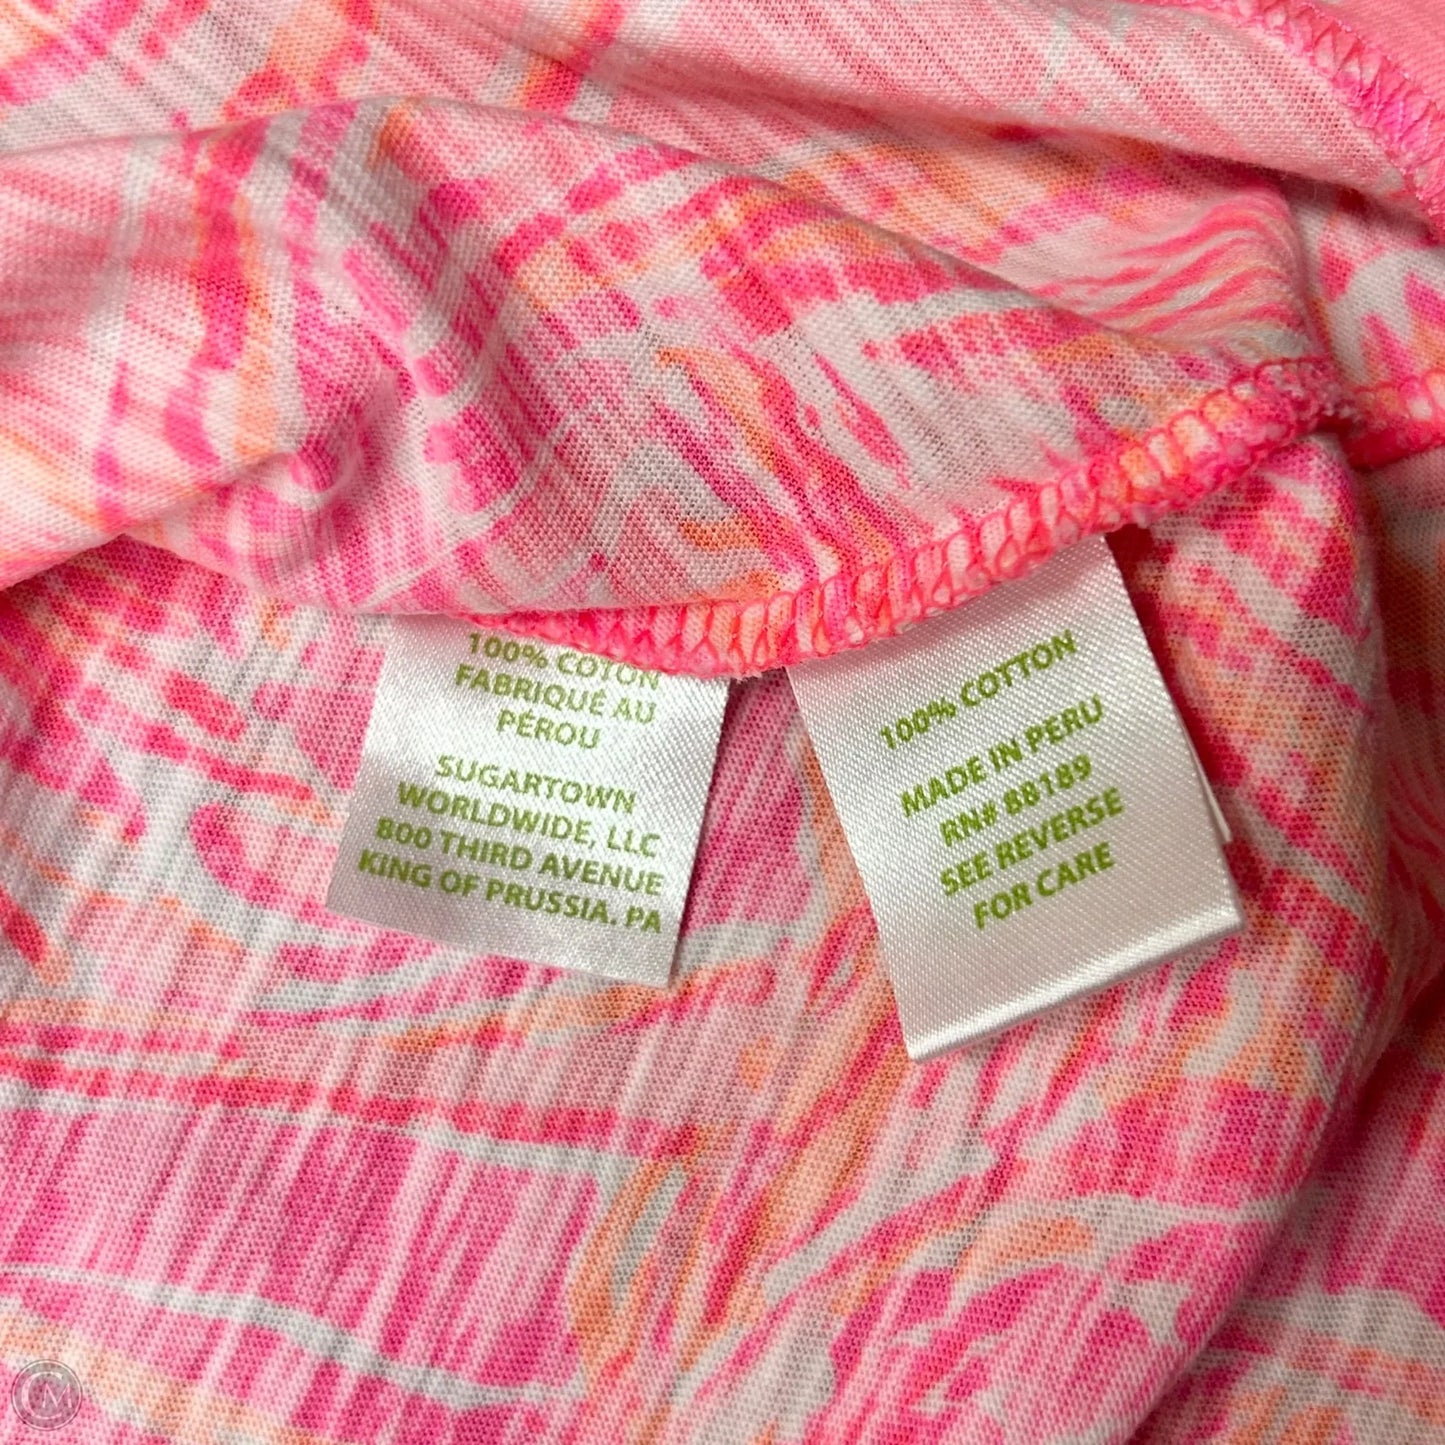 100% COTON
FABRIQUÉ AU
PÉROU
SUGARTOWN
WORLDWIDE, LLC
800 THIRD AVENUE
KING OF PRUSSIA. PA
100% COTTON
MADE IN PERU
RN# 88189
SEE REVERSE
FOR CARE
CM